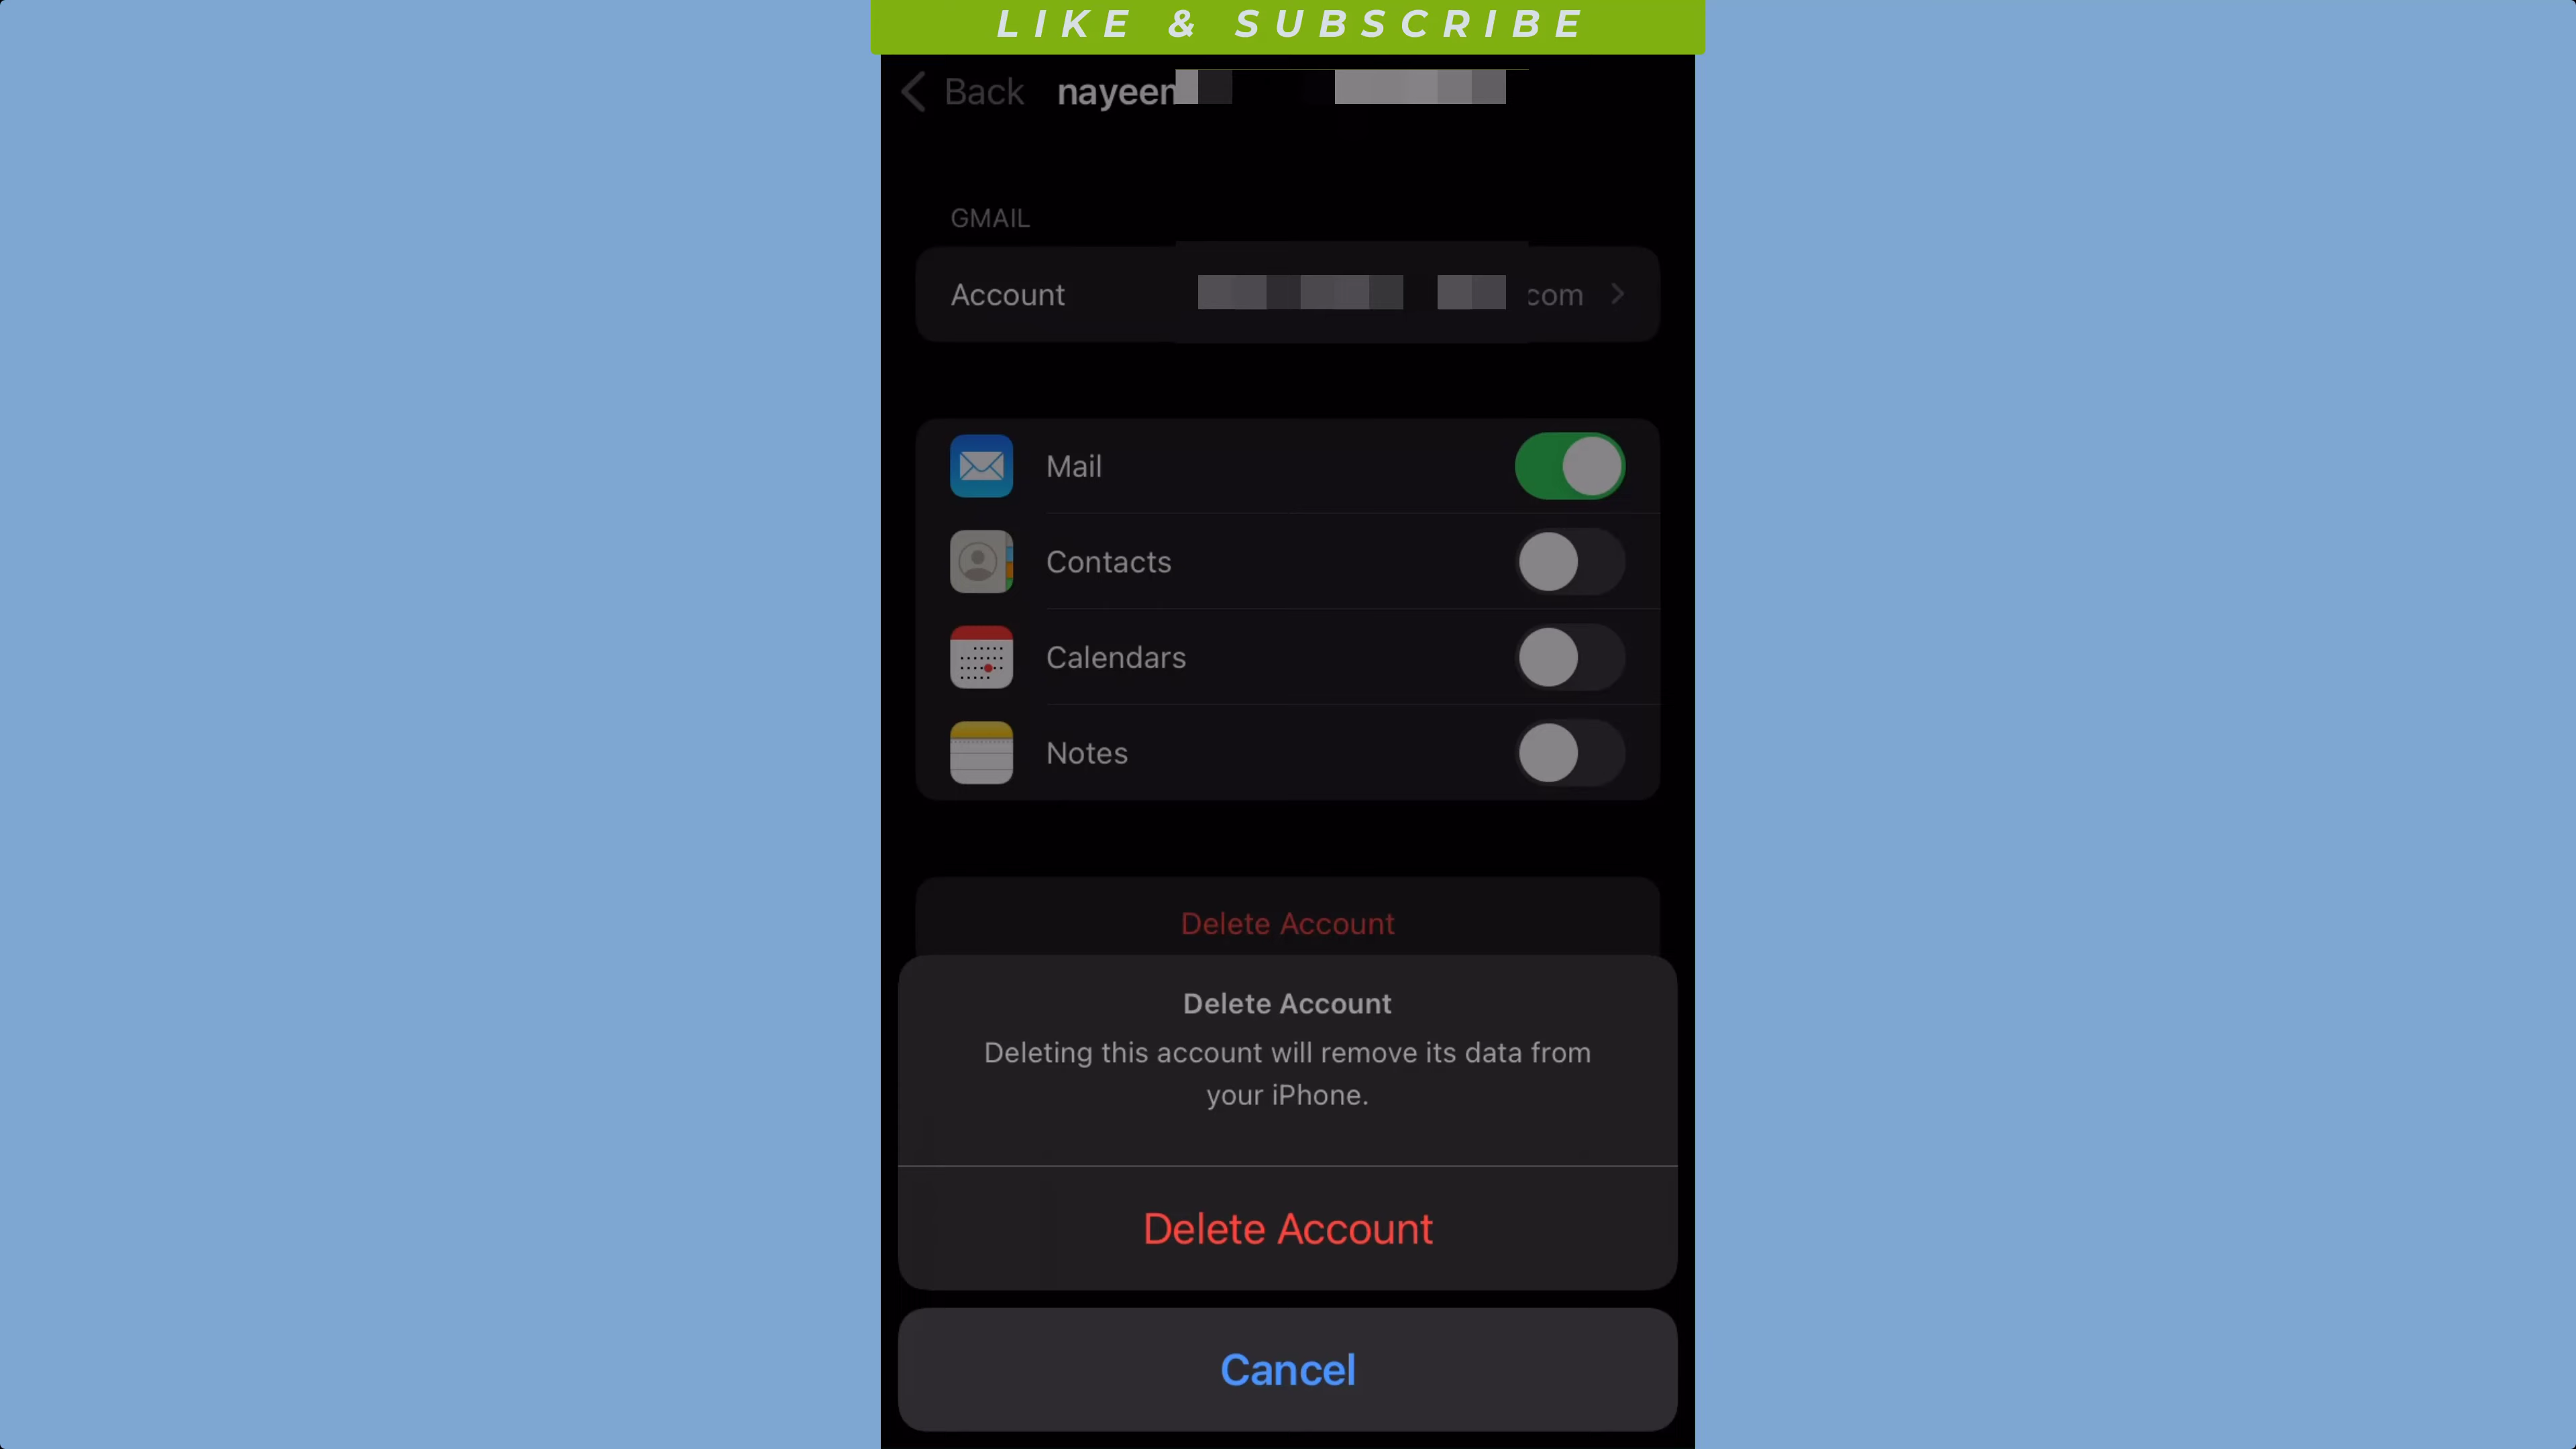 LIKE & SUBSCRIBE
Back
GMAIL
Account com
Mail
Contacts
Calendars
Notes
Delete Account
Delete Account
Deleting this account will remove its data from
your iPhone.
Delete Account
Cancel